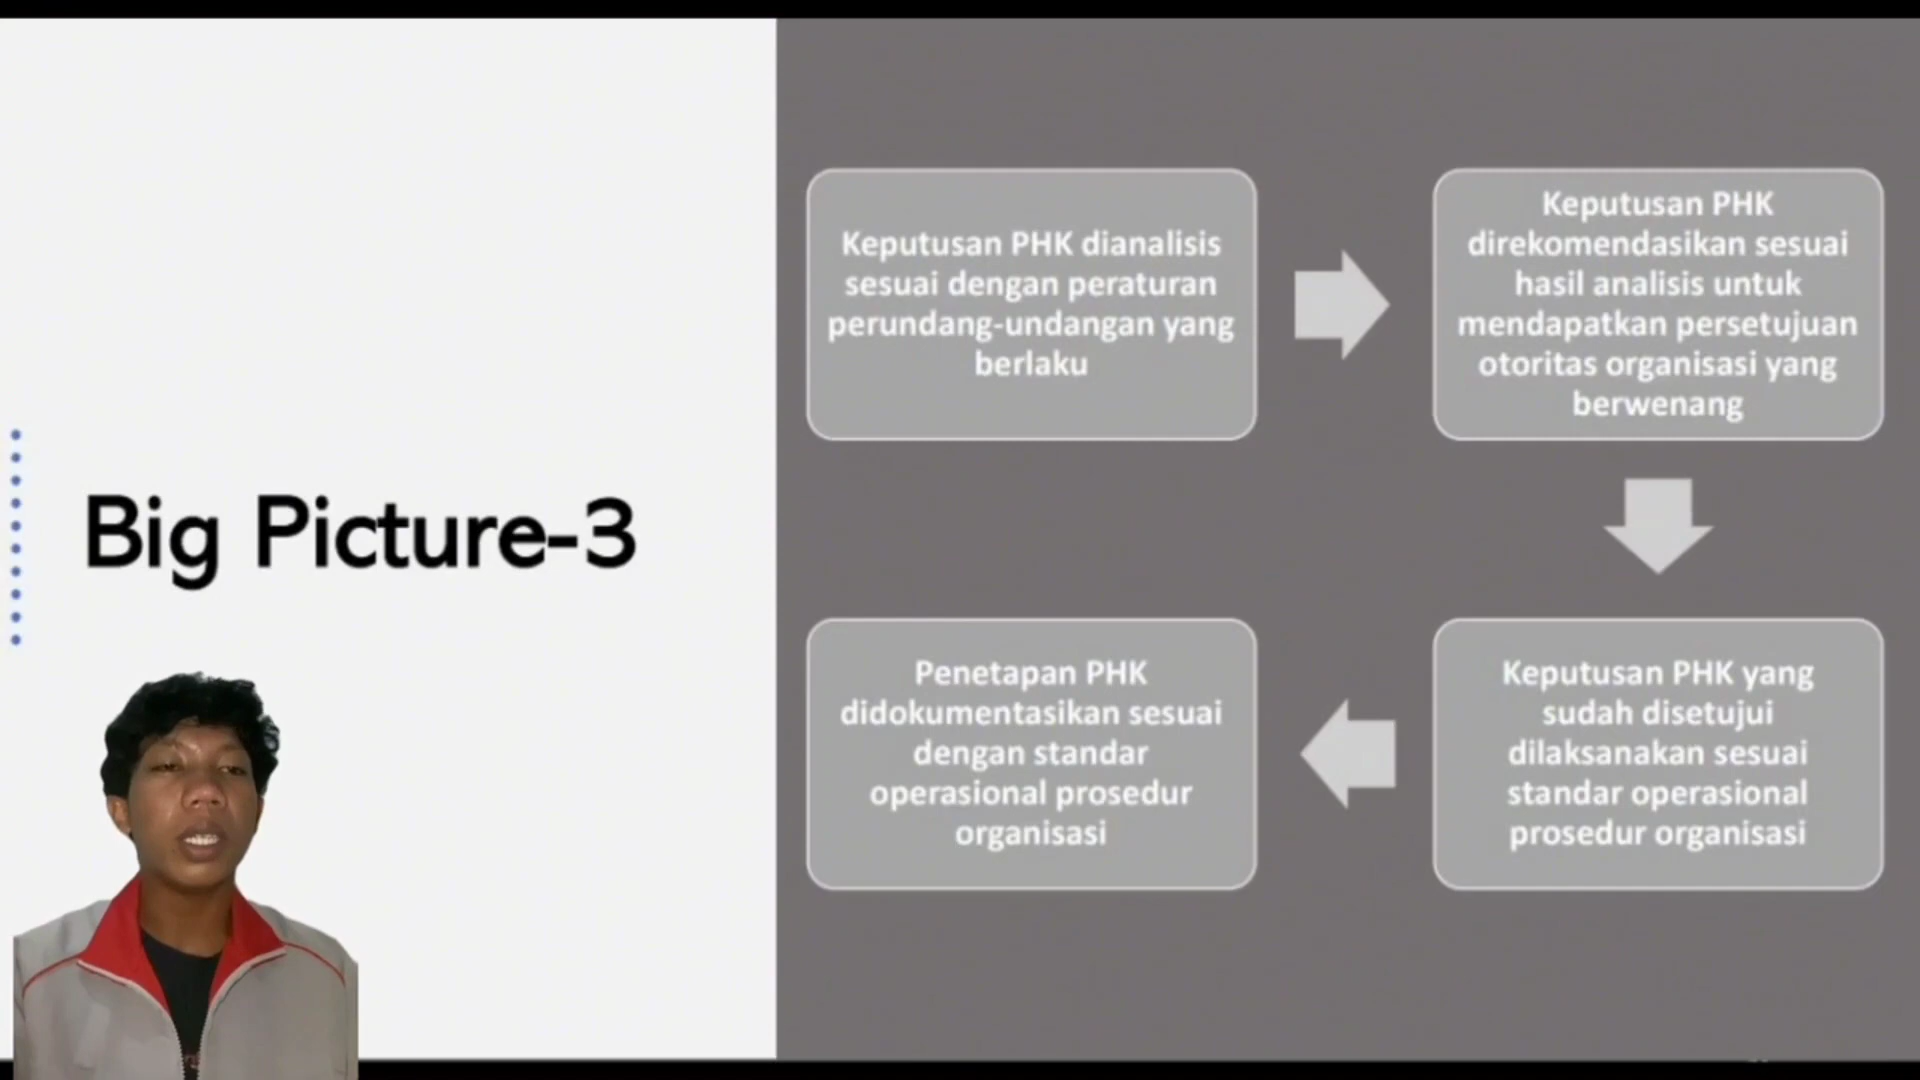 Big Picture-3
Keputusan PHK dianalisis
sesuai dengan peraturan
perundang-undangan yang
berlaku
Keputusan PHK
direkomendasikan sesuai
hasil analisis untuk
mendapatkan persetujuan
otoritas organisasi yang
berwenang
Keputusan PHK yang
sudah disetujui
dilaksanakan sesuai
standar operasional
prosedur organisasi
Penetapan PHK
didokumentasikan sesuai
dengan standar
operasional prosedur
organisasi